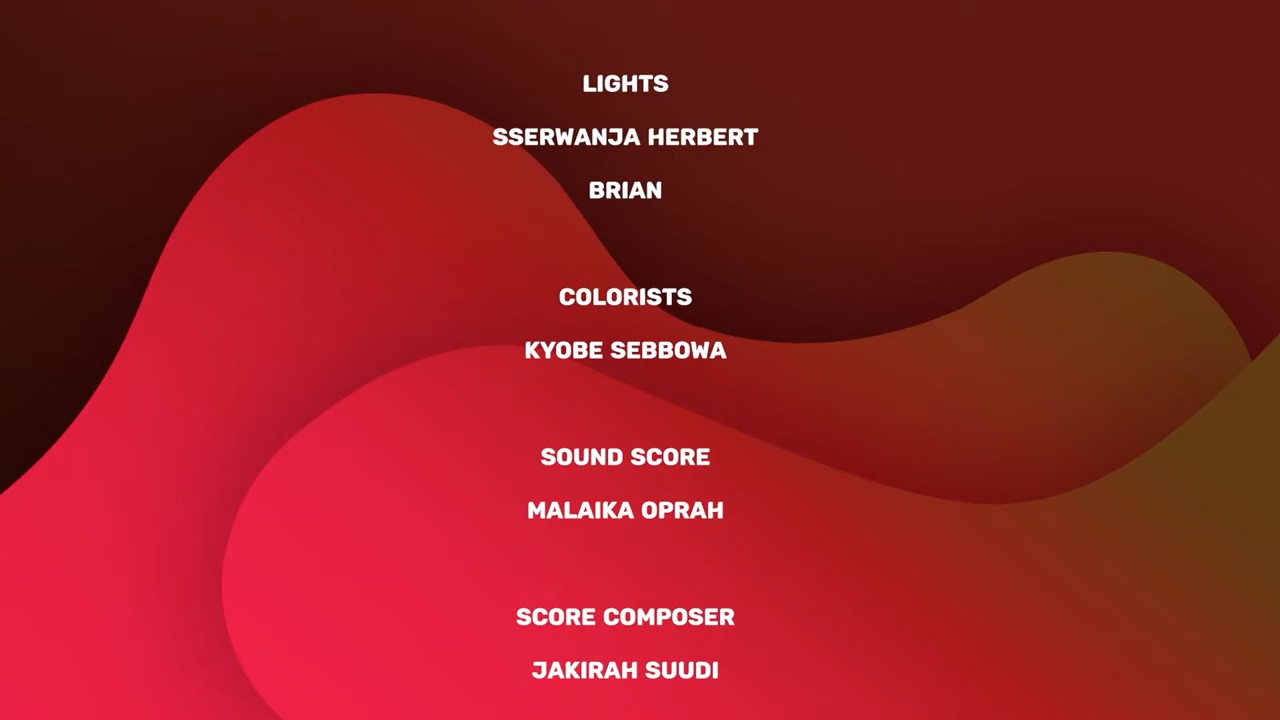 LIGHTS
SSERWANJA HERBERT
BRIAN
COLORISTS
KYOBE SEBBOWA
SOUND SCORE
MALAIKA OPRAH
SCORE COMPOSER
JAKIRAH SUUDI